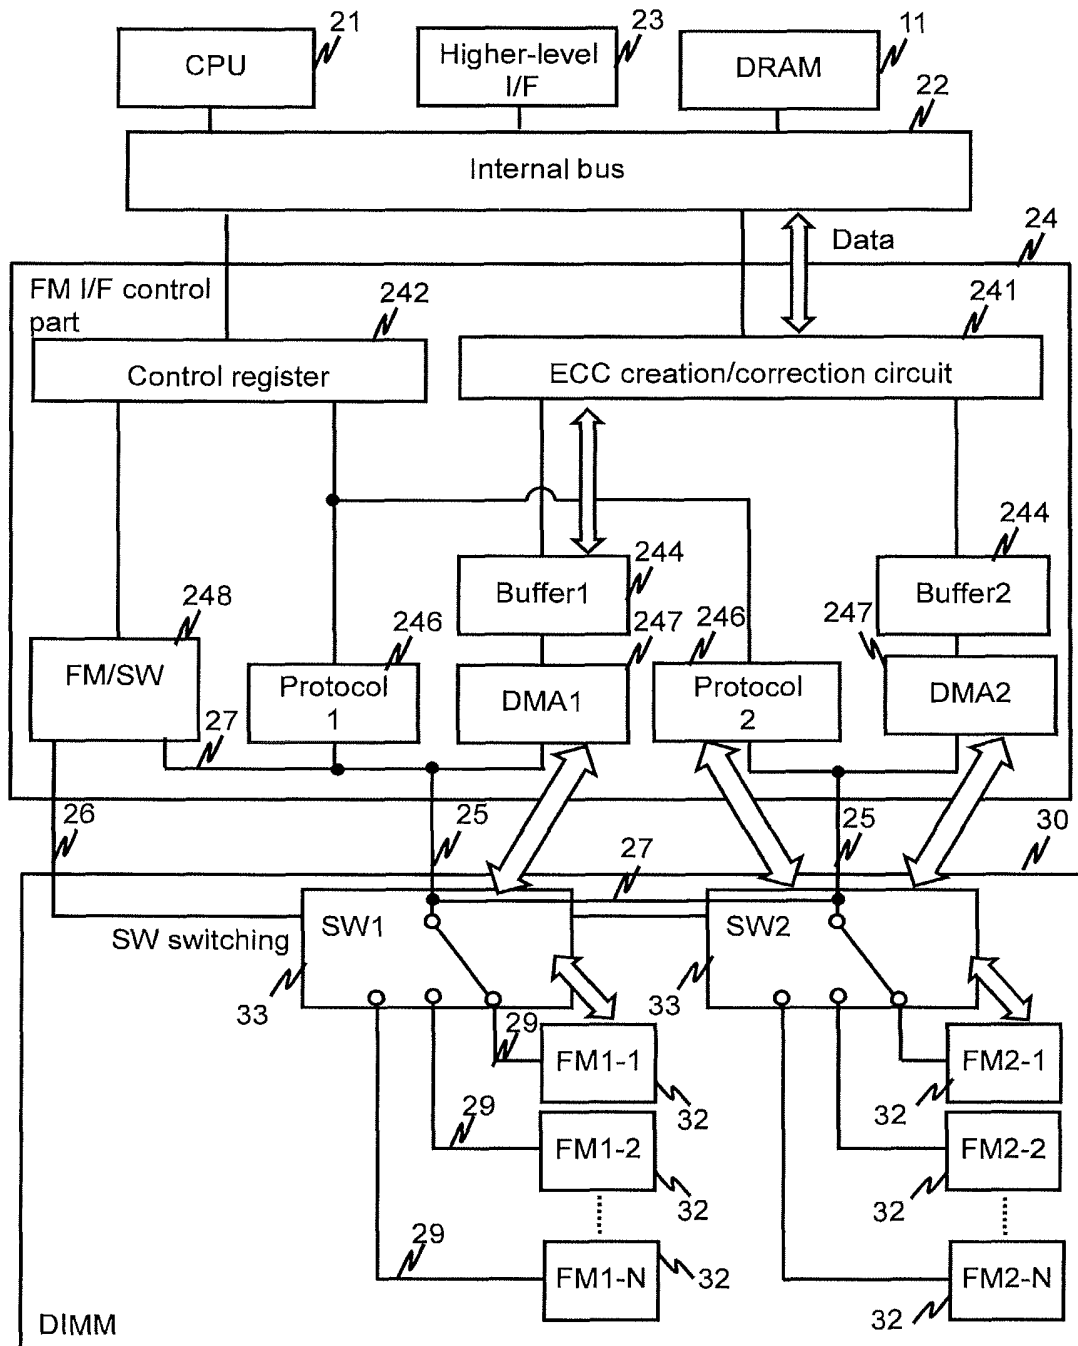 21
23
11
CPU
Higher-level
I/F
DRAM
22
Internal bus
Data
24
FM I/F control
part
242
241
Control register
ECC creation/correction circuit
244
244
Buffer1
Buffer2
248
246
247
246
247
FM/SW
Protocol
1
DMA1
Protocol
2
DMA2
27
26
25
25
30
27
SW switching
SW1
SW2
33
33
29
FM1-1
FM2-1
32
32
29
FM1-2
FM2-2
32
32
29
FM1-N
32
FM2-N
32
DIMM